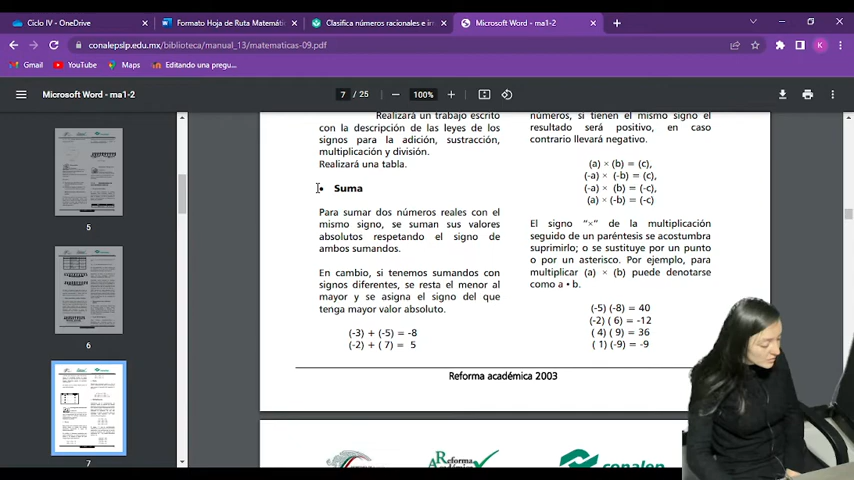 Ciclo IV - OneDrive
Formato Hoja de Ruta Matemátic
Clasifica números racionales e irr
Microsoft Word - ma1-2
K
conalepslp.edu.mx/biblioteca/manual_13/matematicas-09.pdf
Gmail
YouTube
Maps
Editando una pregu...
Microsoft Word - ma1-2
7 / 25
100%
5
6
7
Realizará un trabajo escrito
con la descripción de las leyes de los
signos para la adición, sustracción,
multiplicación y división.
Realizará una tabla.
• Suma
Para sumar dos números reales con el
mismo signo, se suman sus valores
absolutos respetando el signo de
ambos sumandos.
En cambio, si tenemos sumandos con
signos diferentes, se resta el menor al
mayor y se asigna el signo del que
tenga mayor valor absoluto.
(-3) + (-5) = -8
(-2) + ( 7) = 5
números, si tienen el mismo signo el
resultado será positivo, en caso
contrario llevará negativo.
(a) × (b) = (c),
(-a) × (-b) = (c),
(-a) × (b) = (-c),
(a) × (-b) = (-c)
El signo "×" de la multiplicación
seguido de un paréntesis se acostumbra
suprimirlo; o se sustituye por un punto
o por un asterisco. Por ejemplo, para
multiplicar (a) × (b) puede denotarse
como a • b.
(-5) (-8) = 40
(-2) ( 6) = -12
( 4) ( 9) = 36
( 1) (-9) = -9
Reforma académica 2003
Reforma
conalep